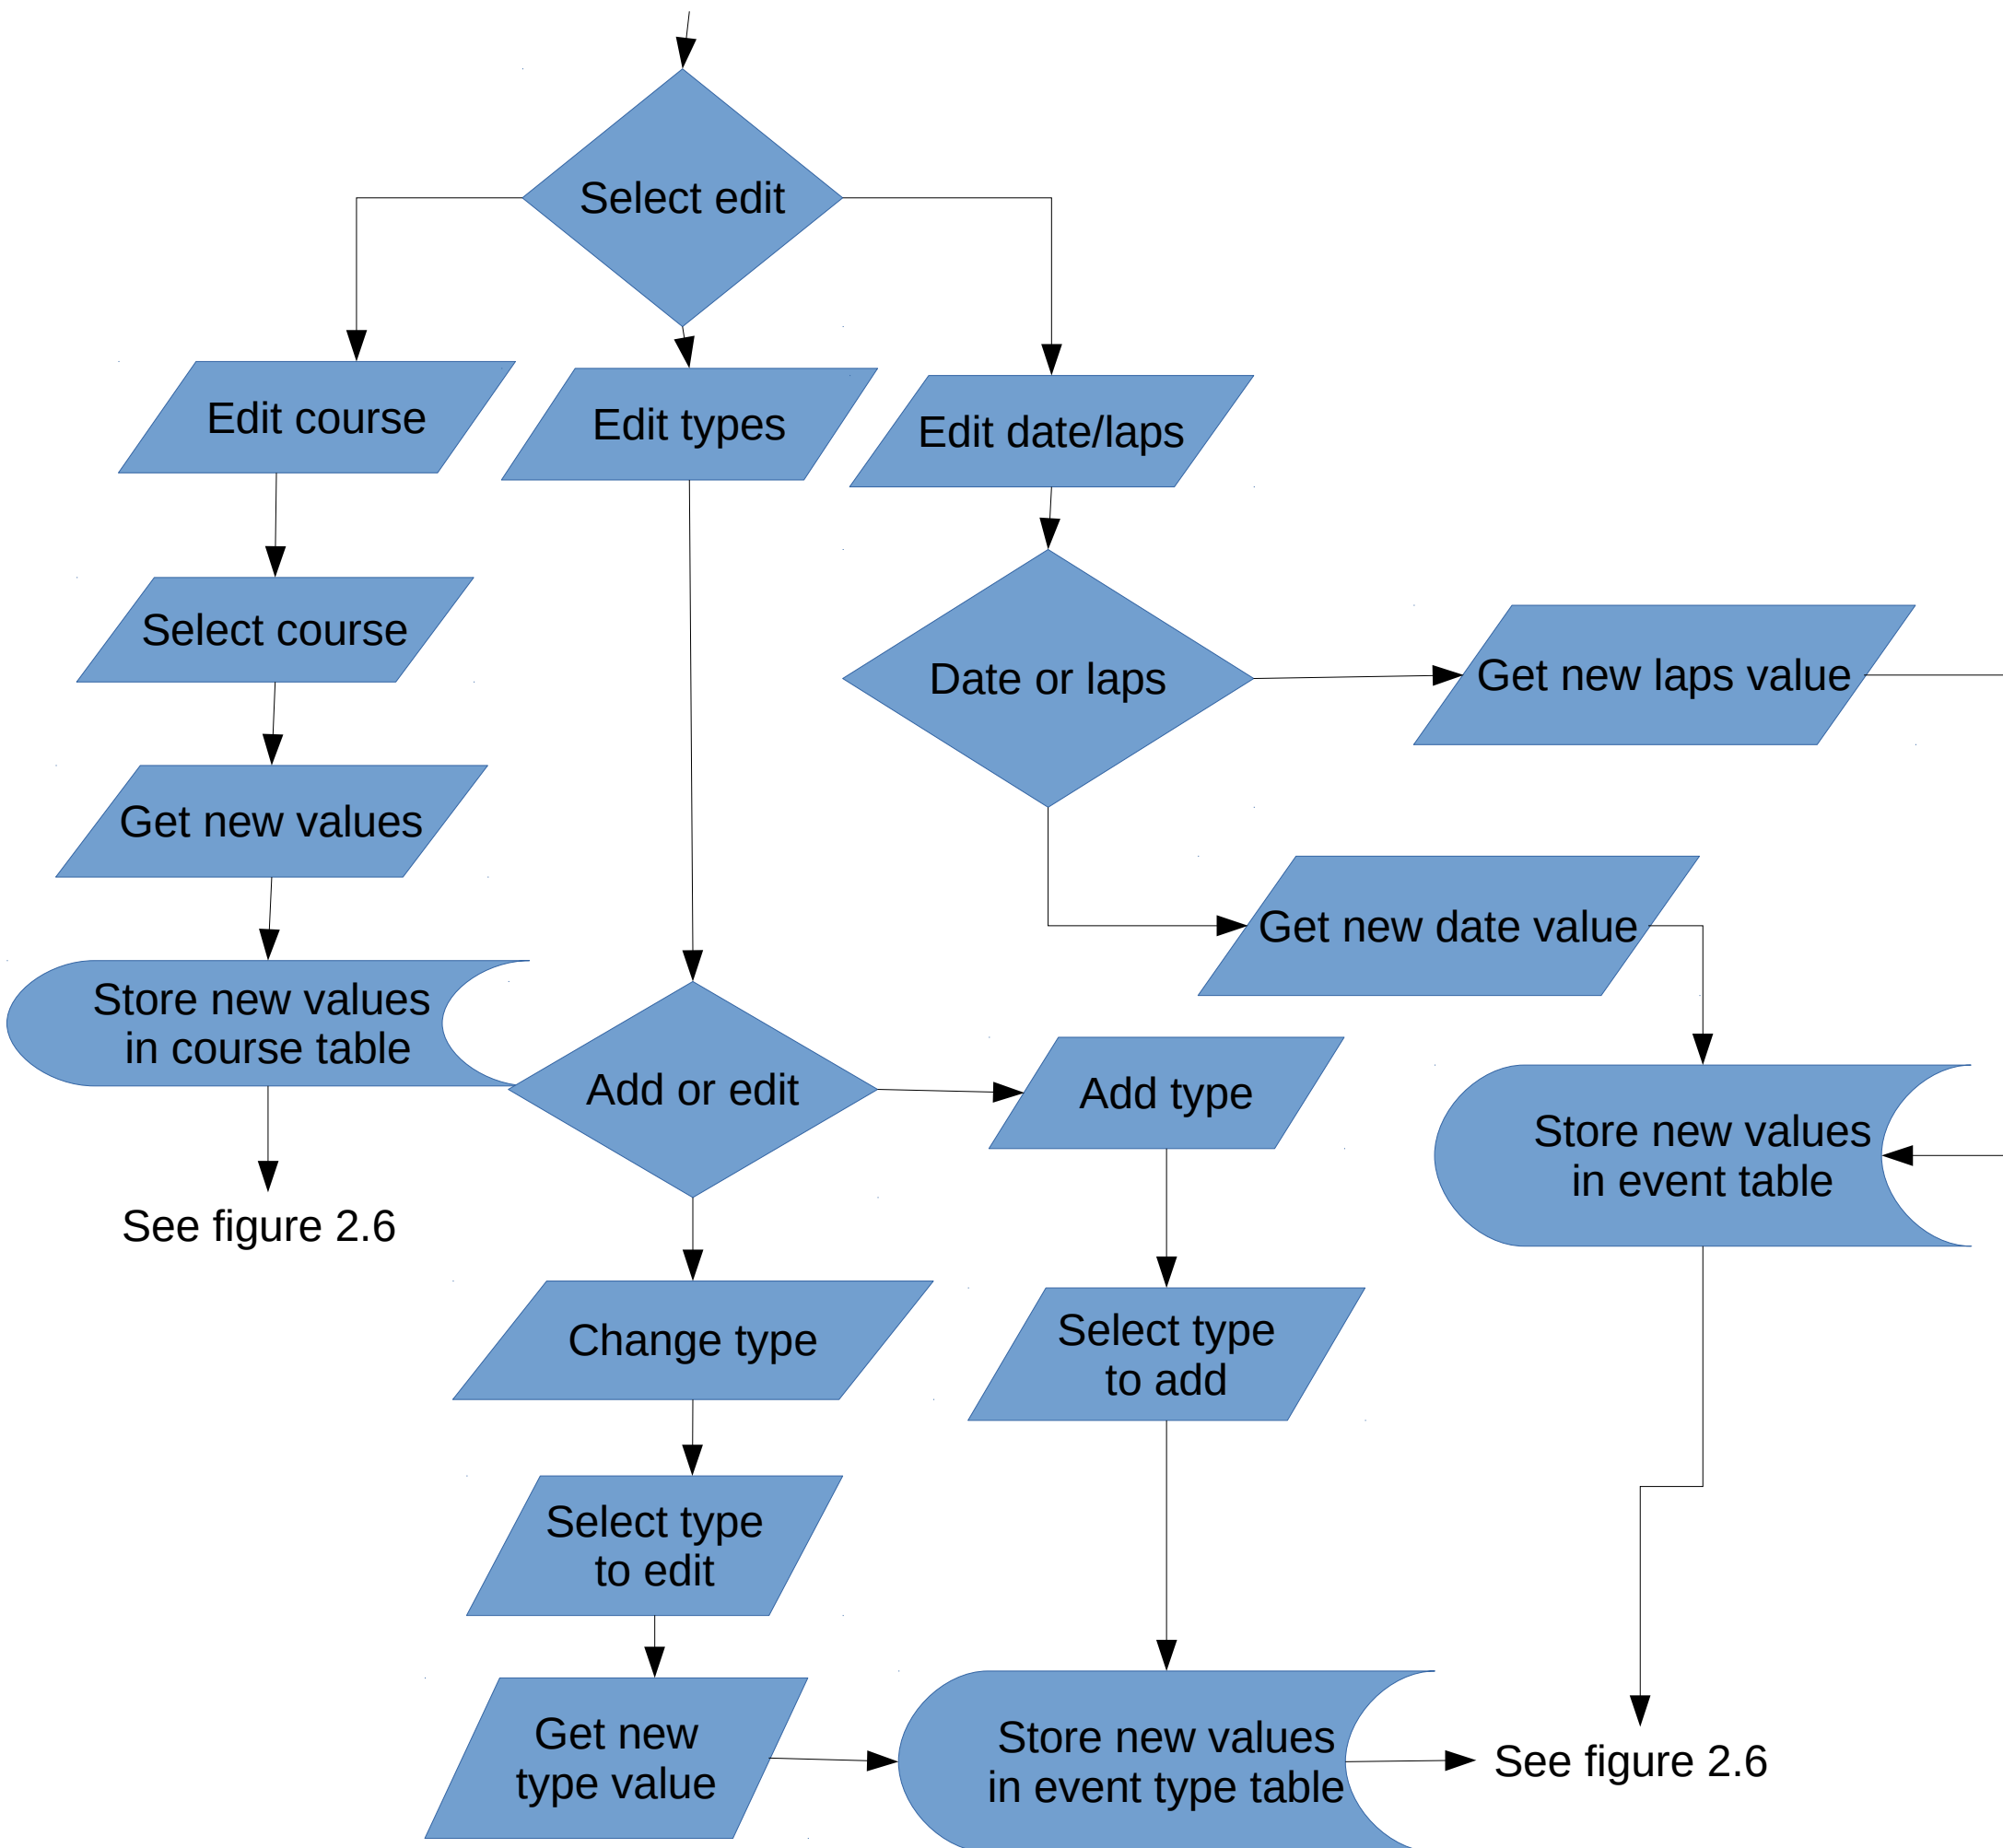 Select edit
Edit course
Edit types
Edit date/laps
Select course
Date or laps
Get new laps value
Get new values
Get new date value
Store new values
in course table
Add or edit
Add type
Store new values
in event table
See figure 2.6
Change type
Select type
to add
Select type
to edit
Get new
type value
Store new values
in event type table
See figure 2.6